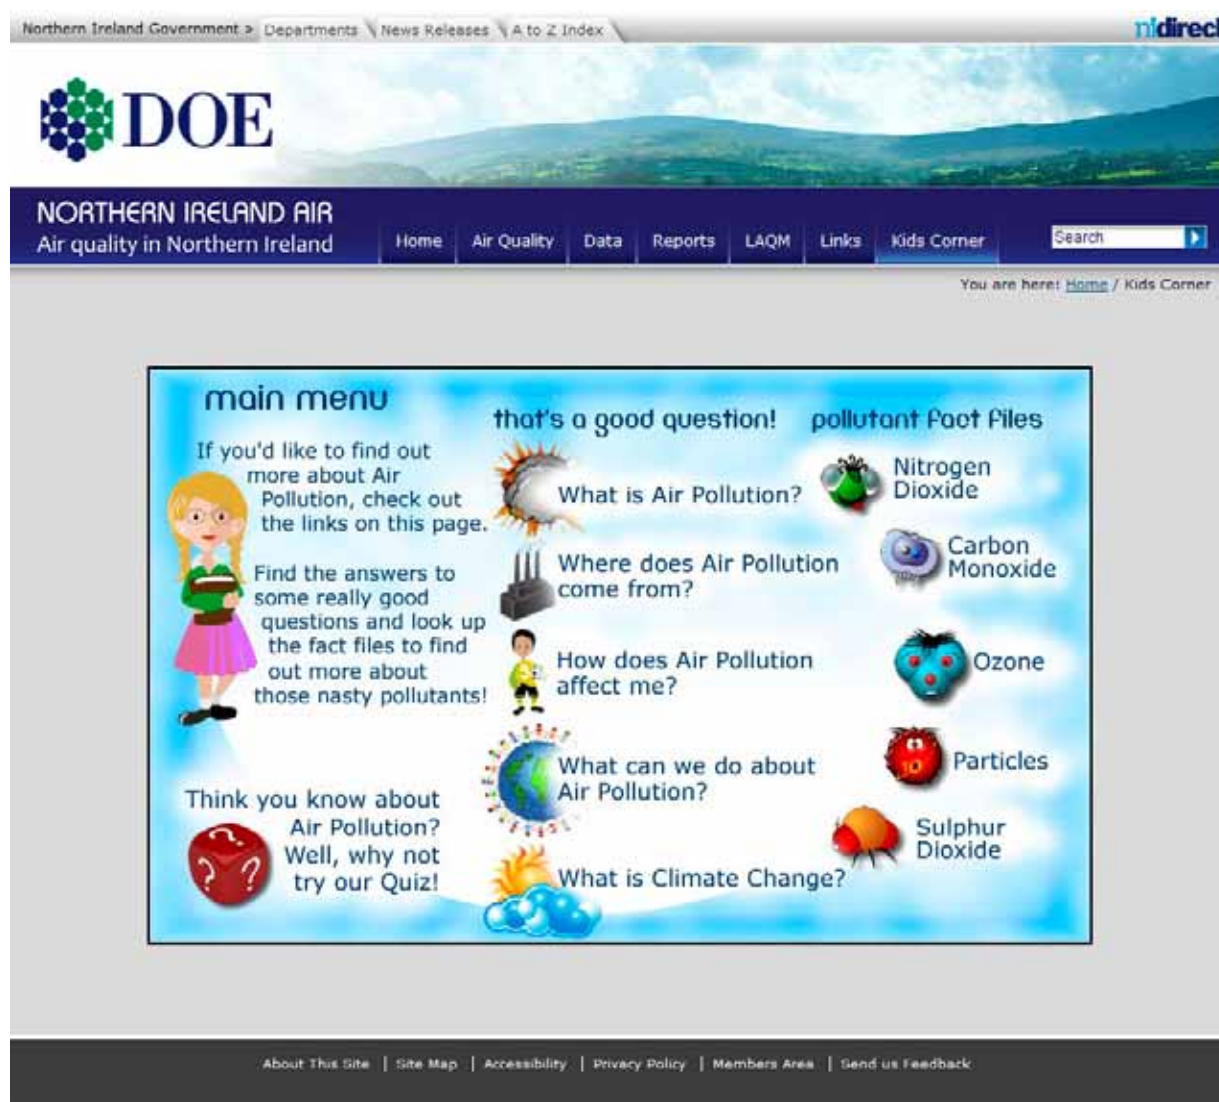 Northern Ireland Government » Departments News Releases A to Z Index
nidirect
DOE
NORTHERN IRELAND AIR
Air quality in Northern Ireland
Home Air Quality Data Reports LAQM Links Kids Corner
Search
You are here: Home / Kids Corner
main menu
If you'd like to find out
more about Air
Pollution, check out
the links on this page.
Find the answers to
some really good
questions and look up
the fact files to find
out more about
those nasty pollutants!
Think you know about
Air Pollution?
Well, why not
try our Quiz!
? ? ?
that's a good question!
What is Air Pollution?
Where does Air Pollution
come from?
How does Air Pollution
affect me?
What can we do about
Air Pollution?
What is Climate Change?
pollutant fact files
Nitrogen
Dioxide
Carbon
Monoxide
Ozone
Particles
10
Sulphur
Dioxide
About This Site | Site Map | Accessibility | Privacy Policy | Members Area | Send us Feedback